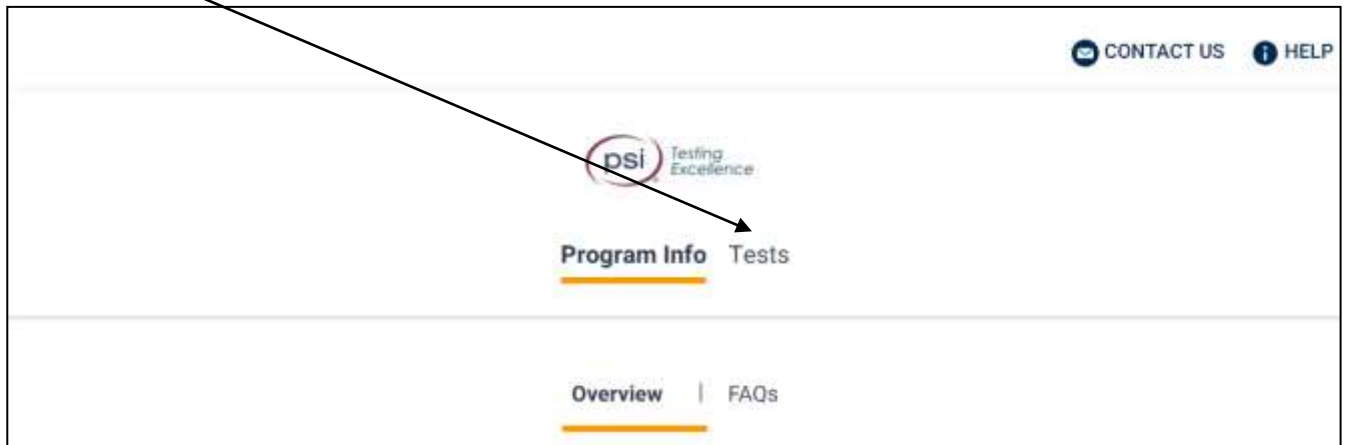 CONTACT US HELP
psi Testing
Excellence
Program Info Tests
Overview | FAQs